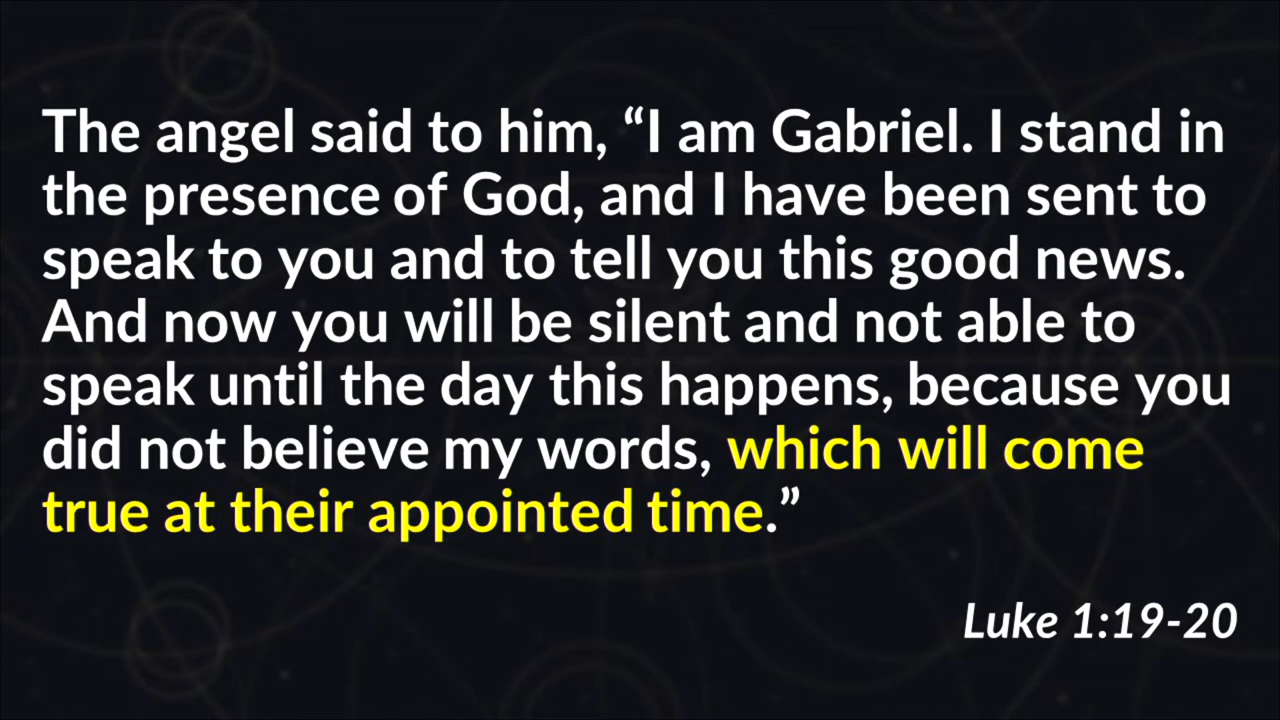 The angel said to him, “I am Gabriel. I stand in
the presence of God, and I have been sent to
speak to you and to tell you this good news.
And now you will be silent and not able to
speak until the day this happens, because you
did not believe my words, which will come
true at their appointed time.”
Luke 1:19-20